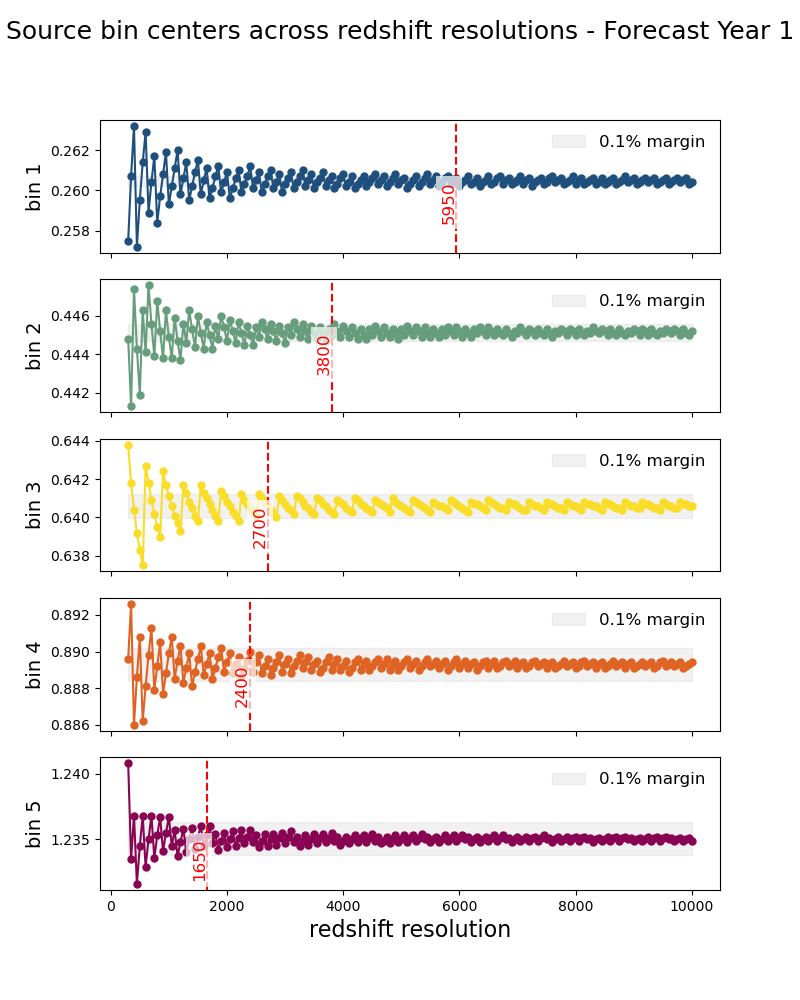 Source bin centers across redshift resolutions - Forecast Year 1
bin 1
0.262
0.260
0.258
0.1% margin
5950
bin 2
0.446
0.444
0.442
0.1% margin
3800
bin 3
0.644
0.642
0.640
0.638
0.1% margin
2700
bin 4
0.892
0.890
0.888
0.886
0.1% margin
2400
bin 5
1.240
1.235
0.1% margin
1650
0 2000 4000 6000 8000 10000
redshift resolution